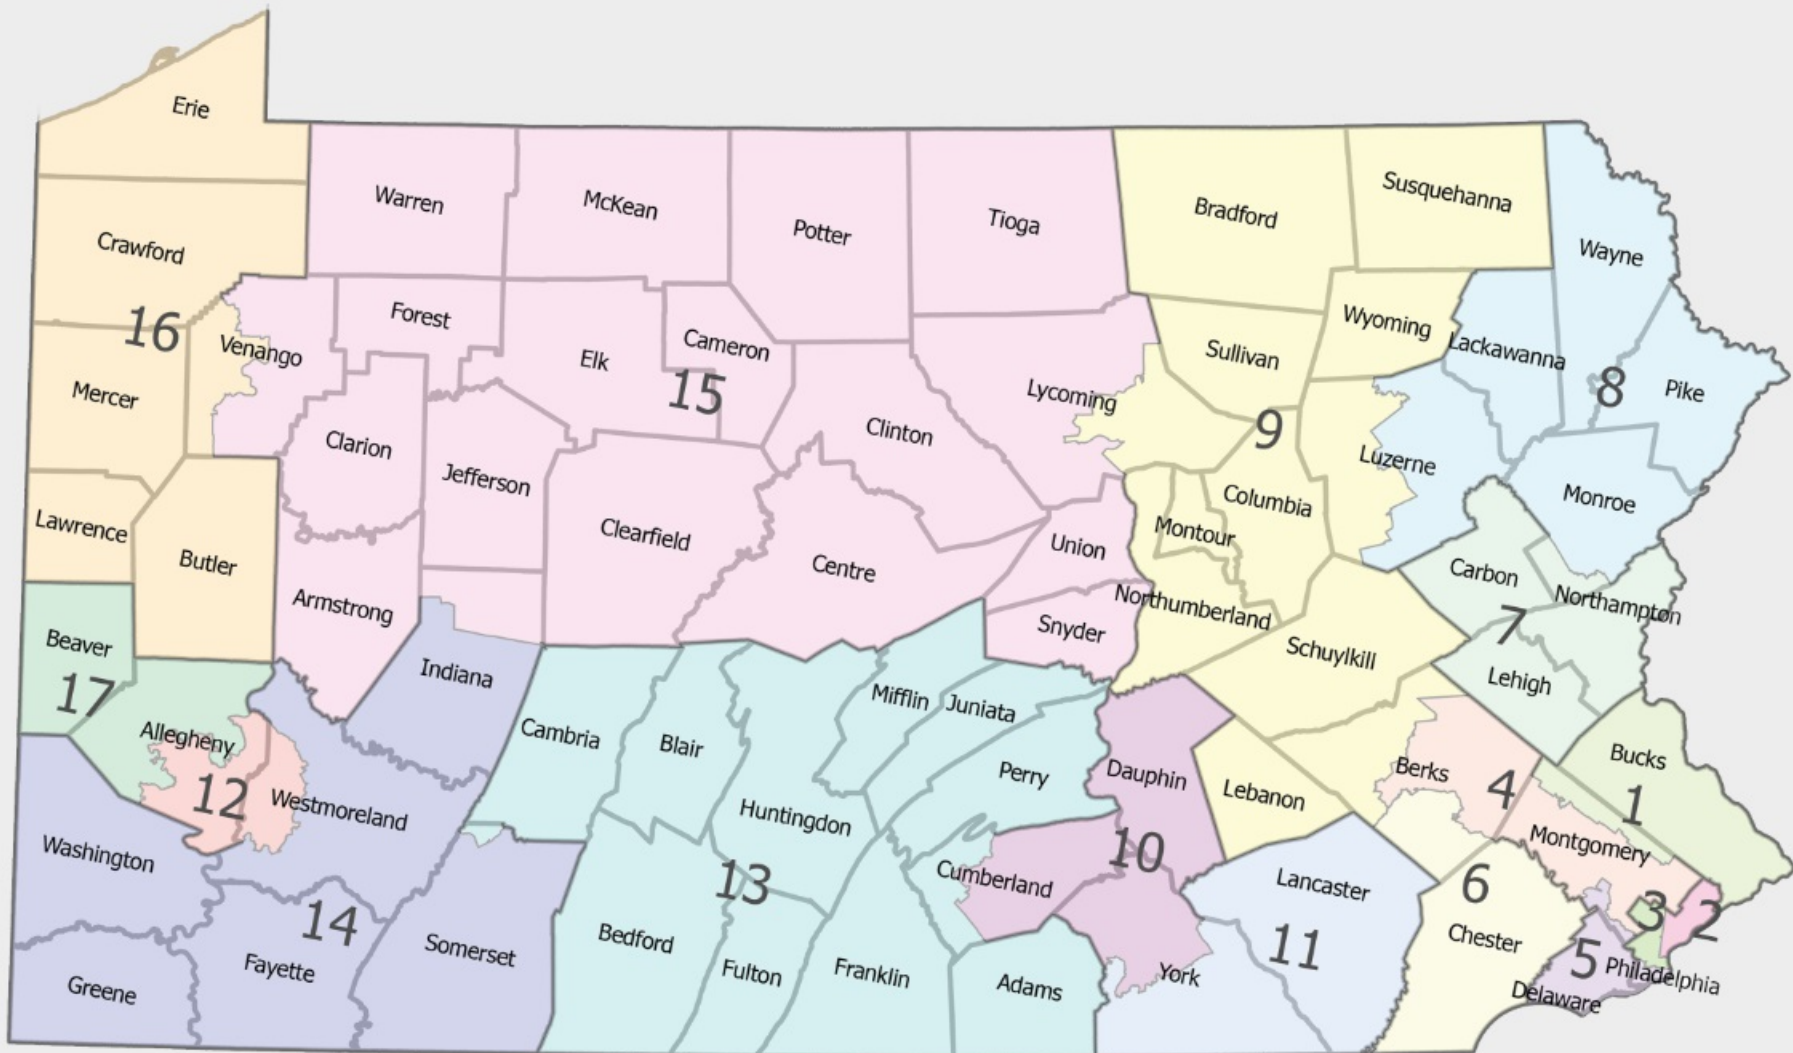 Erie
Warren
McKean
Potter
Tioga
Bradford
Susquehanna
Wayne
Crawford
16
Forest
Venango
Elk
Cameron
15
Lycoming
Sullivan
Wyoming
Lackawanna
8
Pike
Mercer
Clarion
Jefferson
Clinton
9
Luzerne
Columbia
Monroe
Lawrence
Butler
Clearfield
Centre
Union
Montour
Carbon
Northampton
Armstrong
Snyder
Northumberland
Schuylkill
7
Lehigh
Beaver
17
Indiana
Mifflin
Juniata
Allegheny
Cambria
Blair
Perry
Dauphin
Lebanon
Berks
4
Bucks
1
12
Westmoreland
Huntingdon
Montgomery
Washington
13
Cumberland
10
Lancaster
6
3
2
14
Somerset
Bedford
Fulton
Franklin
Adams
York
11
Chester
5
Philadelphia
Delaware
Greene
Fayette